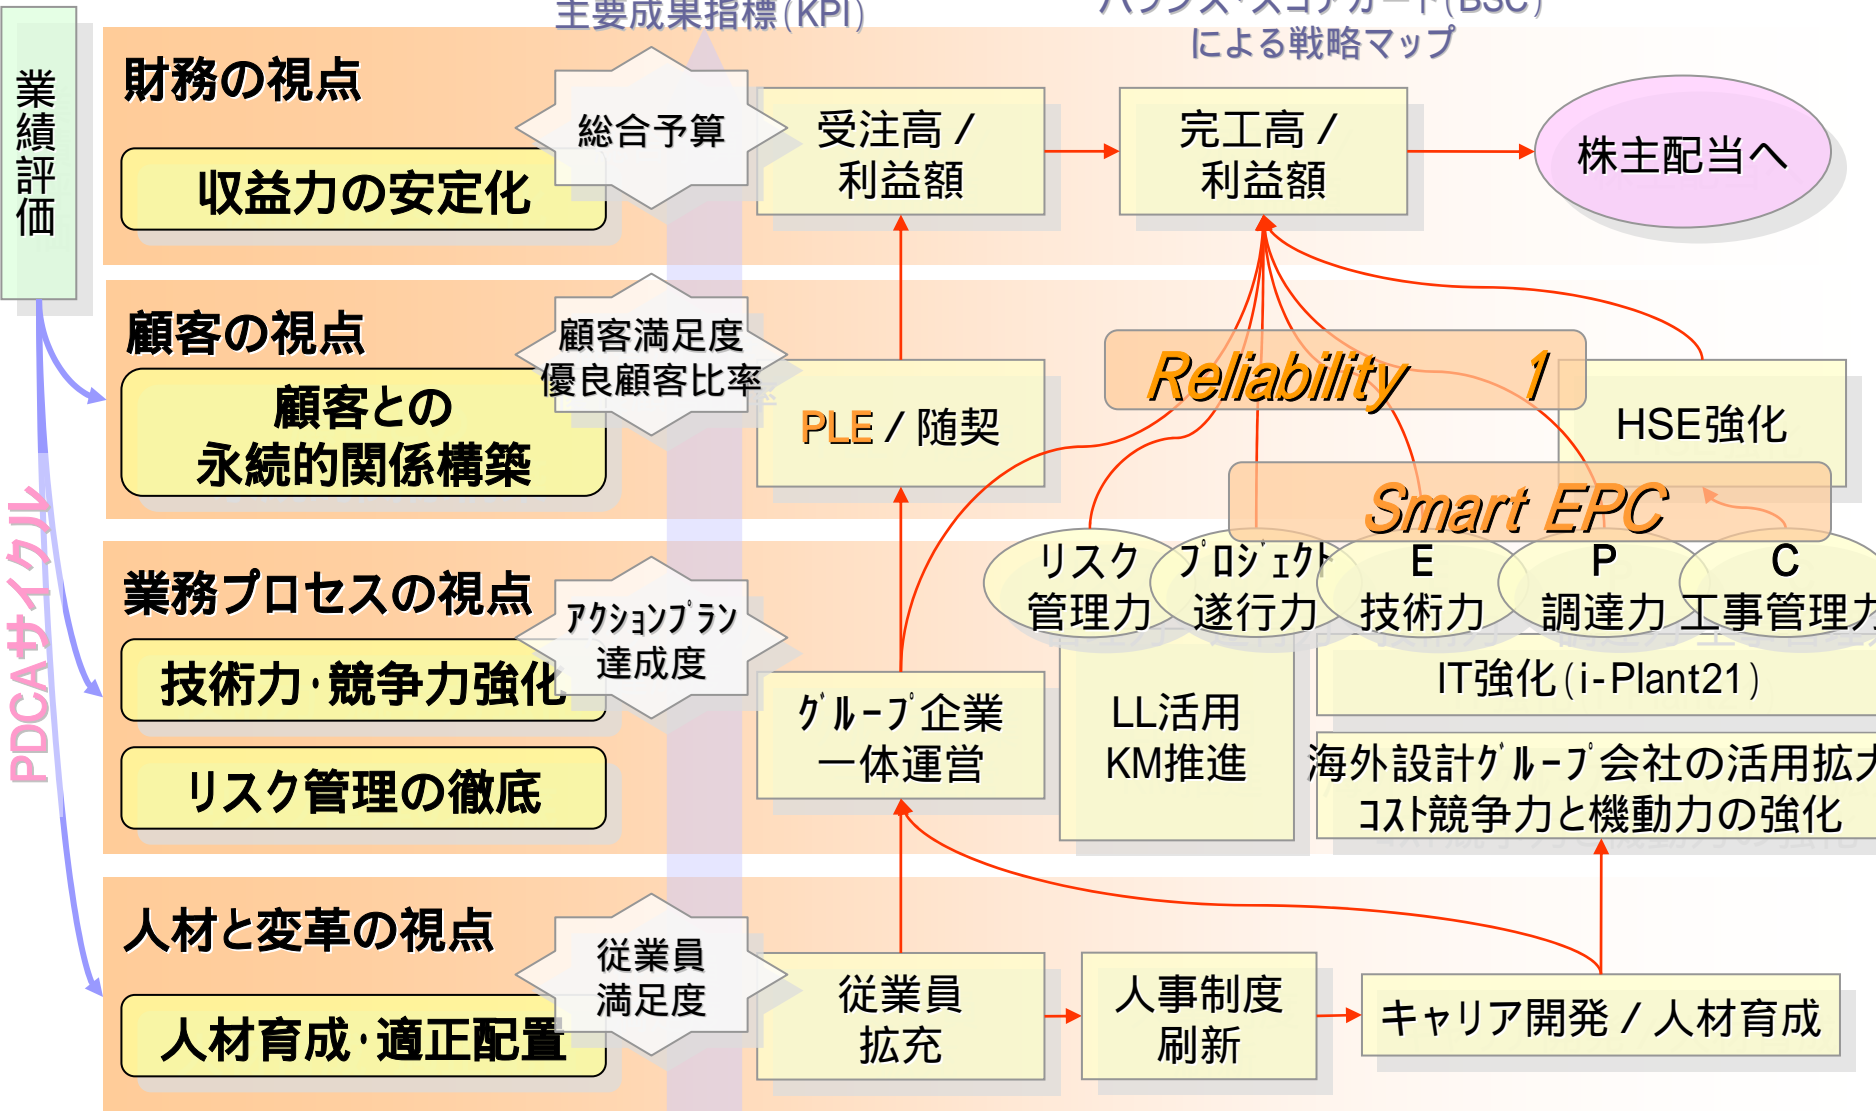 主要成果指標(KPI)
バランス・スコアカード(BSC)
による戦略マップ
業績評価
財務の視点
収益力の安定化
総合予算
受注高 /
利益額
完工高 /
利益額
株主配当へ
顧客の視点
顧客との
永続的関係構築
顧客満足度
優良顧客比率
PLE / 随契
Reliability 1
HSE強化
Smart EPC
PDCAサイクル
業務プロセスの視点
技術力・競争力強化
リスク管理の徹底
ｱｸｼｮﾝﾌﾟﾗﾝ
達成度
リスク
管理力
ﾌﾟﾛｼﾞｪｸﾄ
遂行力
E
技術力
P
調達力
C
工事管理力
ｸﾞﾙｰﾌﾟ企業
一体運営
LL活用
KM推進
IT強化(i-Plant21)
海外設計ｸﾞﾙｰﾌﾟ会社の活用拡大
ｺｽﾄ競争力と機動力の強化
人材と変革の視点
人材育成・適正配置
従業員
満足度
従業員
拡充
人事制度
刷新
キャリア開発 / 人材育成